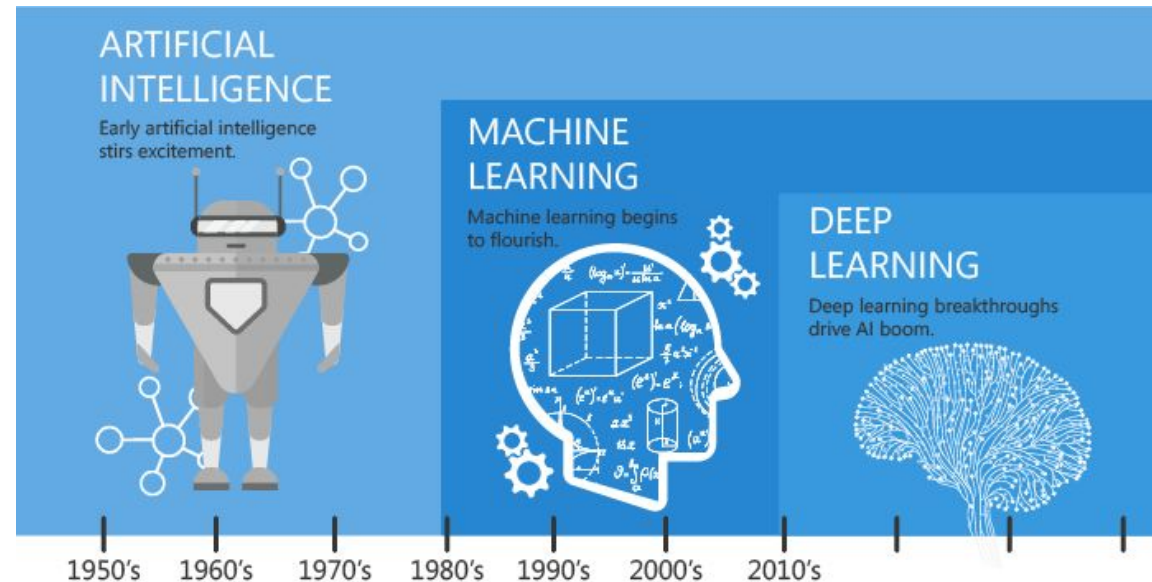 ARTIFICIAL
INTELLIGENCE
Early artificial intelligence
stirs excitement.
MACHINE
LEARNING
Machine learning begins
to flourish.
DEEP
LEARNING
Deep learning breakthroughs
drive AI boom.
1950's 1960's 1970's 1980's 1990's 2000's 2010's